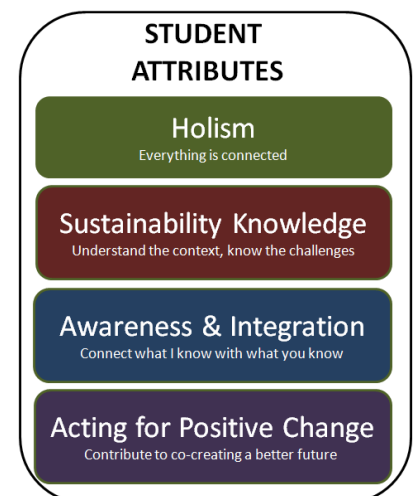 STUDENT
ATTRIBUTES
Holism
Everything is connected
Sustainability Knowledge
Understand the context, know the challenges
Awareness & Integration
Connect what I know with what you know
Acting for Positive Change
Contribute to co-creating a better future